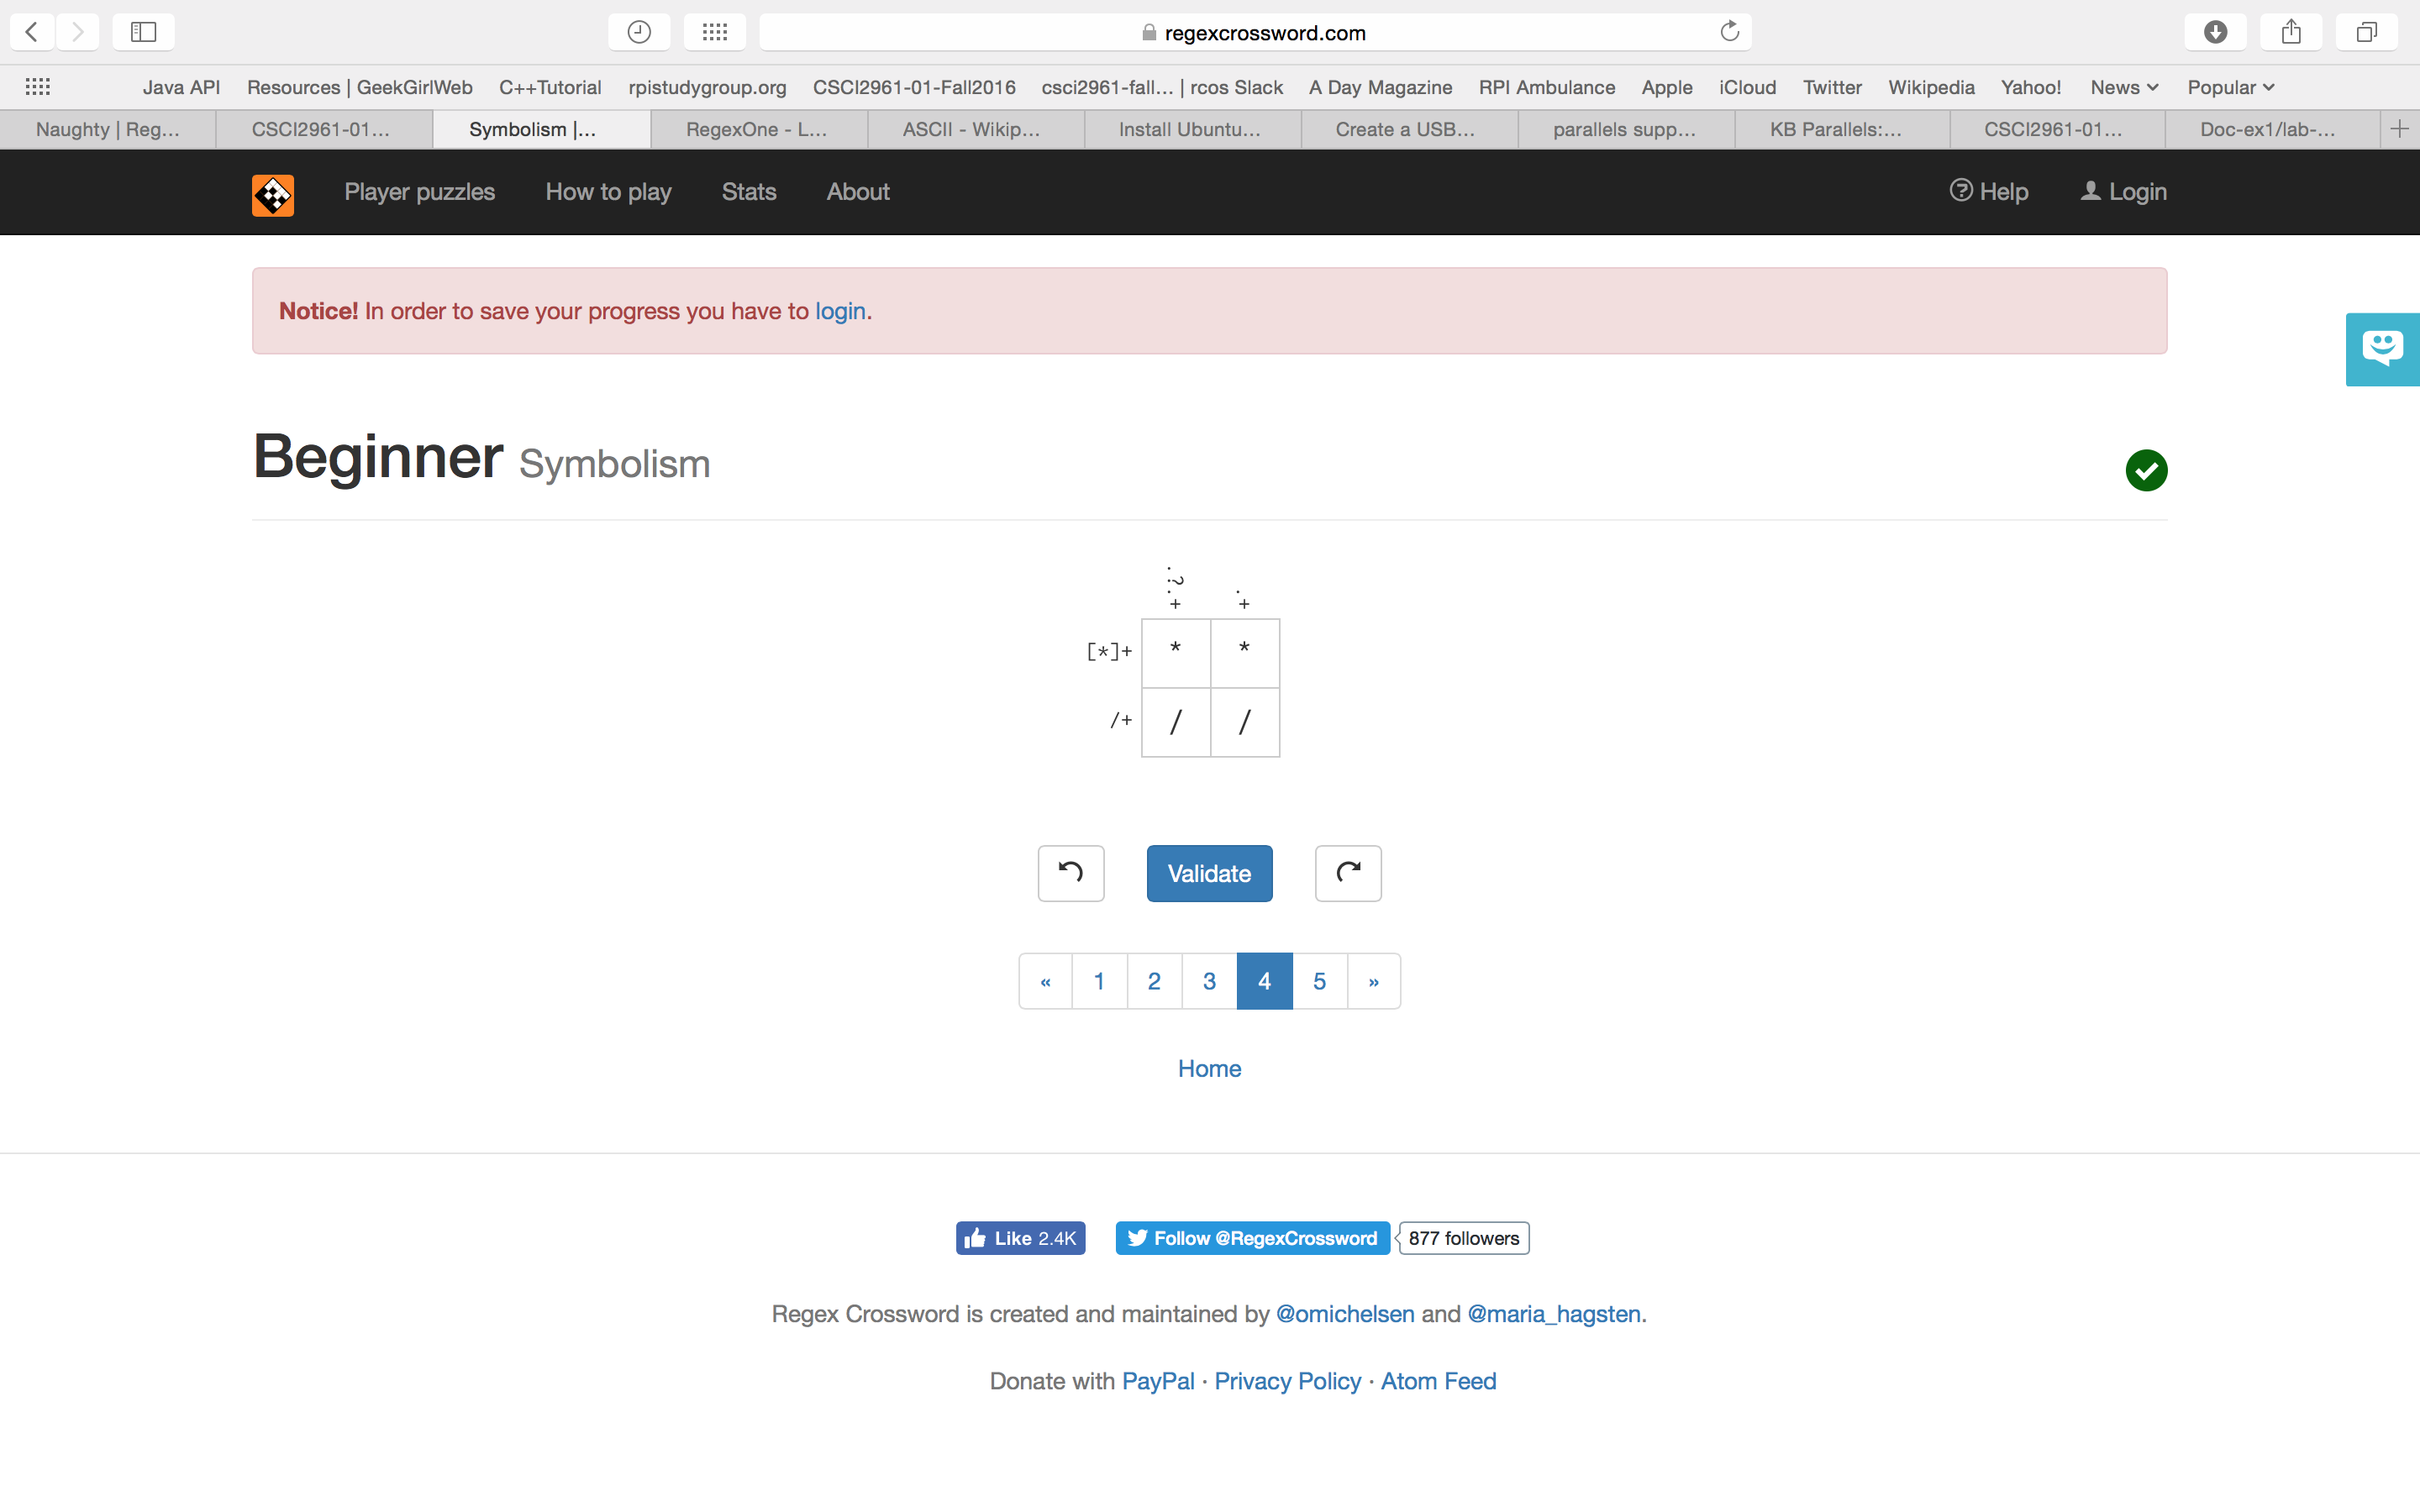 regexcrossword.com
Java API Resources | GeekGirlWeb C++Tutorial rpistudygroup.org CSCI2961-01-Fall2016 csci2961-fall... | rcos Slack A Day Magazine RPI Ambulance Apple iCloud Twitter Wikipedia Yahoo! News Popular
Naughty | Reg... CSCI2961-01... Symbolism |... RegexOne - L... ASCII - Wikip... Install Ubuntu... Create a USB... parallels supp... KB Parallels:... CSCI2961-01... Doc-ex1/lab-...
Player puzzles How to play Stats About Help Login
Notice! In order to save your progress you have to login.
Beginner Symbolism
.?.+ .+
[*]+ * *
/+ / /
Validate
« 1 2 3 4 5 »
Home
Like 2.4K Follow @RegexCrossword 877 followers
Regex Crossword is created and maintained by @omichelsen and @maria_hagsten.
Donate with PayPal · Privacy Policy · Atom Feed